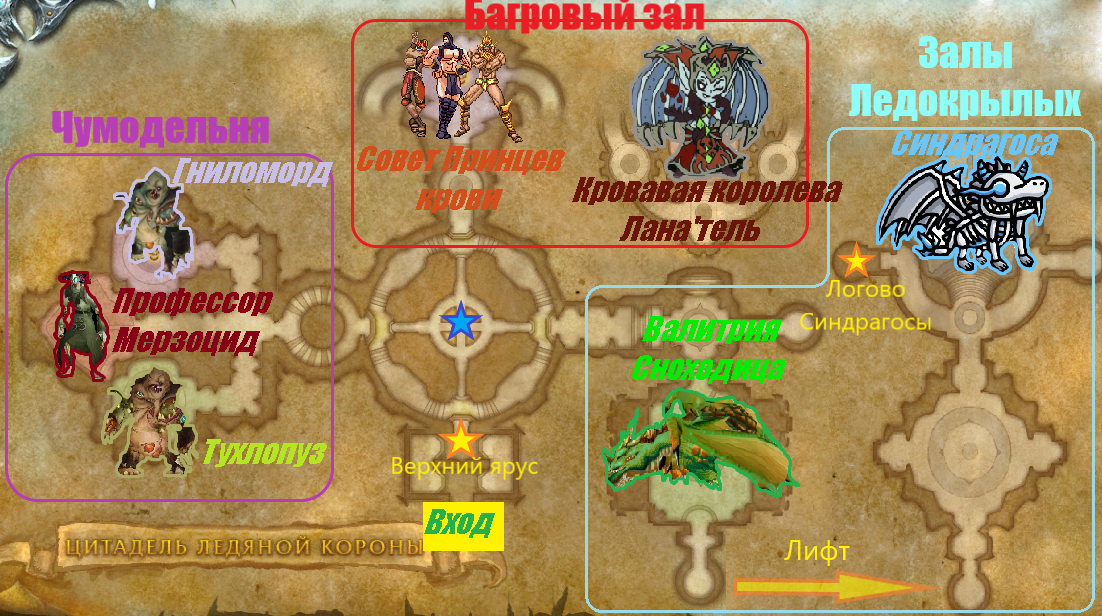 Багровый зал
Залы
Ледокрылых
Чумодельня
Синдрагоса
Гниломорд
Совет Принцев
крови
Кровавая королева
Лана'тель
Логово
Синдрагосы
Профессор
Мерзоцид
Валитрия
Сноходица
Тухлопуз
Верхний ярус
Вход
ЦИТАДЕЛЬ ЛЕДЯНОЙ КОРОНЫ
Лифт